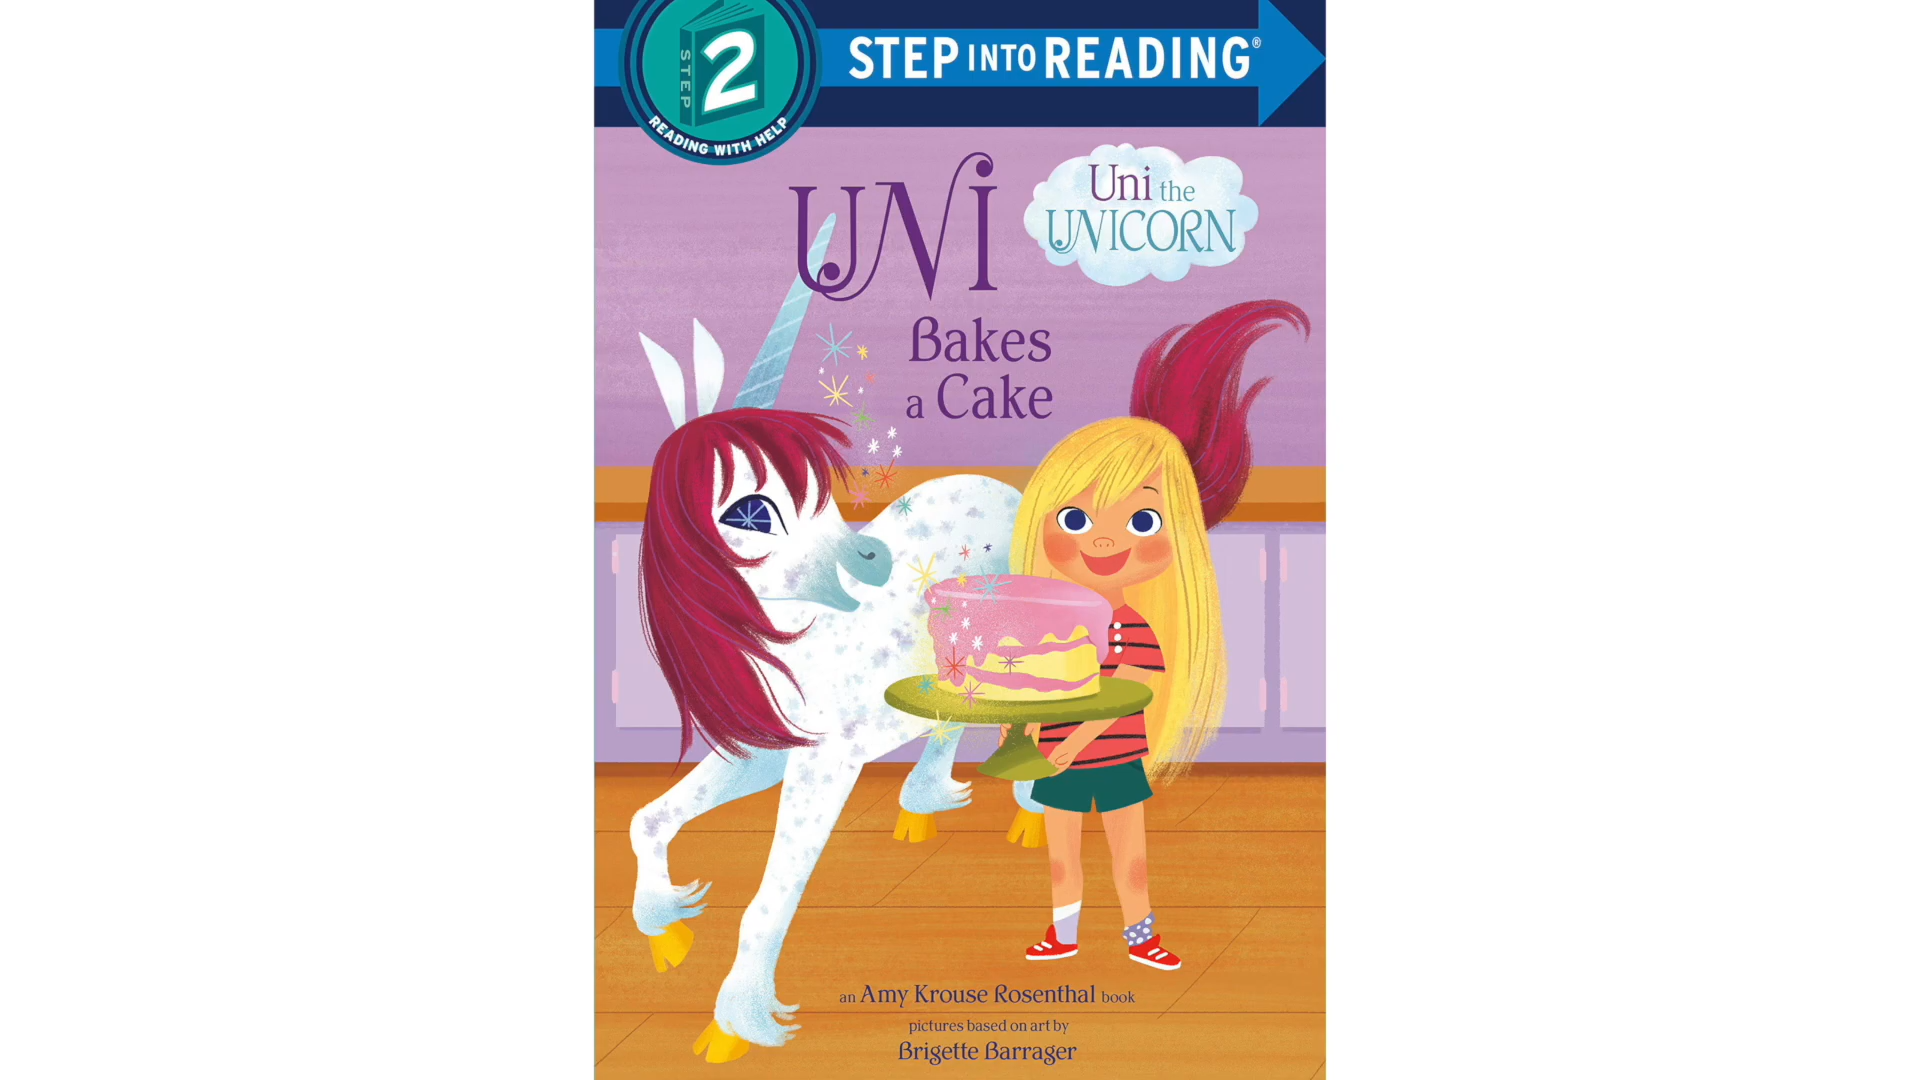 STEP
2
READING WITH HELP
STEP INTO READING®
UNI
Bakes
a Cake
Uni the
UNICORN
an Amy Krouse Rosenthal book
pictures based on art by
Brigette Barrager